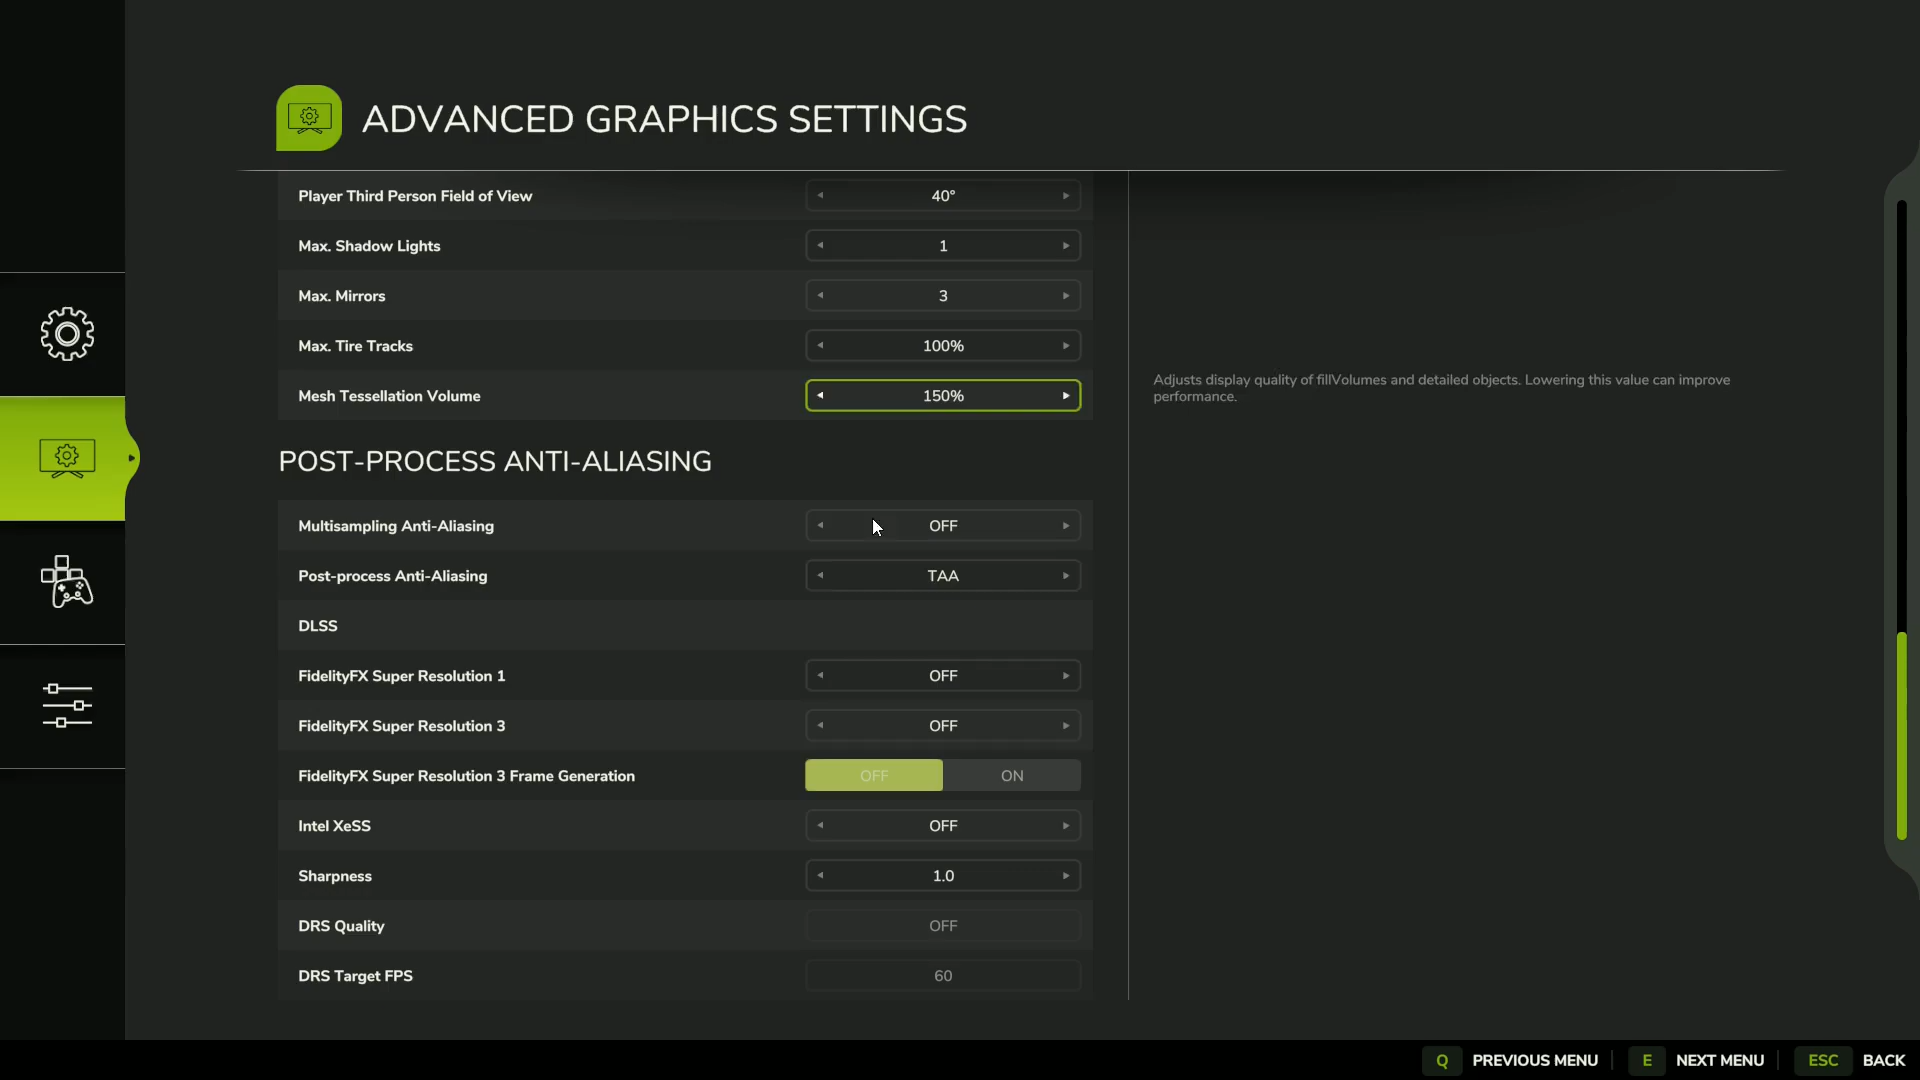 ADVANCED GRAPHICS SETTINGS
Player Third Person Field of View 40°
Max. Shadow Lights 1
Max. Mirrors 3
Max. Tire Tracks 100%
Mesh Tessellation Volume 150%
Adjusts display quality of fillVolumes and detailed objects. Lowering this value can improve
performance.
POST-PROCESS ANTI-ALIASING
Multisampling Anti-Aliasing OFF
Post-process Anti-Aliasing TAA
DLSS
FidelityFX Super Resolution 1 OFF
FidelityFX Super Resolution 3 OFF
FidelityFX Super Resolution 3 Frame Generation OFF ON
Intel XeSS OFF
Sharpness 1.0
DRS Quality OFF
DRS Target FPS 60
Q PREVIOUS MENU E NEXT MENU ESC BACK